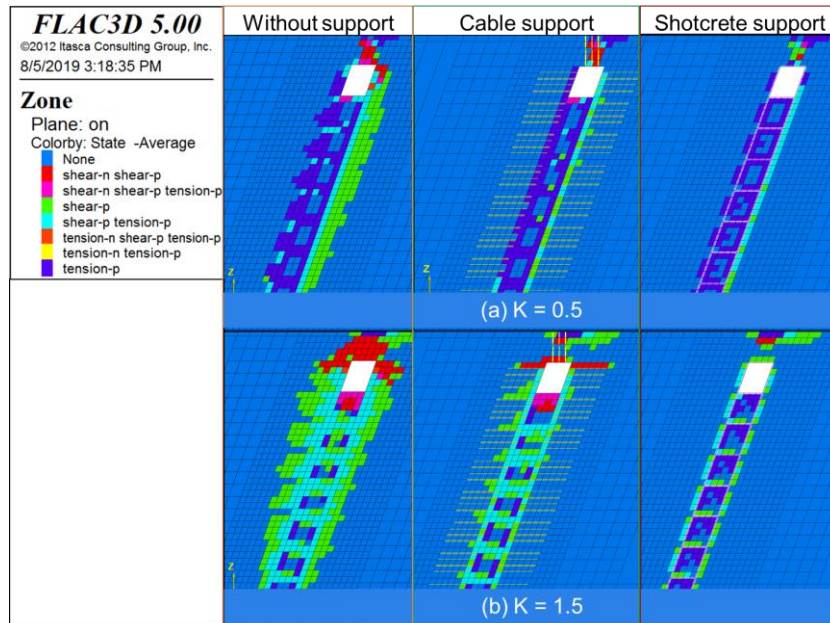 FLAC3D 5.00
©2012 Itasca Consulting Group, Inc.
8/5/2019 3:18:35 PM
Zone
Plane: on
Colorby: State -Average
None
shear-n shear-p
shear-n shear-p tension-p
shear-p
shear-p tension-p
tension-n shear-p tension-p
tension-n tension-p
tension-p
Without support
Cable support
Shotcrete support
z
z
(a) K = 0.5
z
(b) K = 1.5